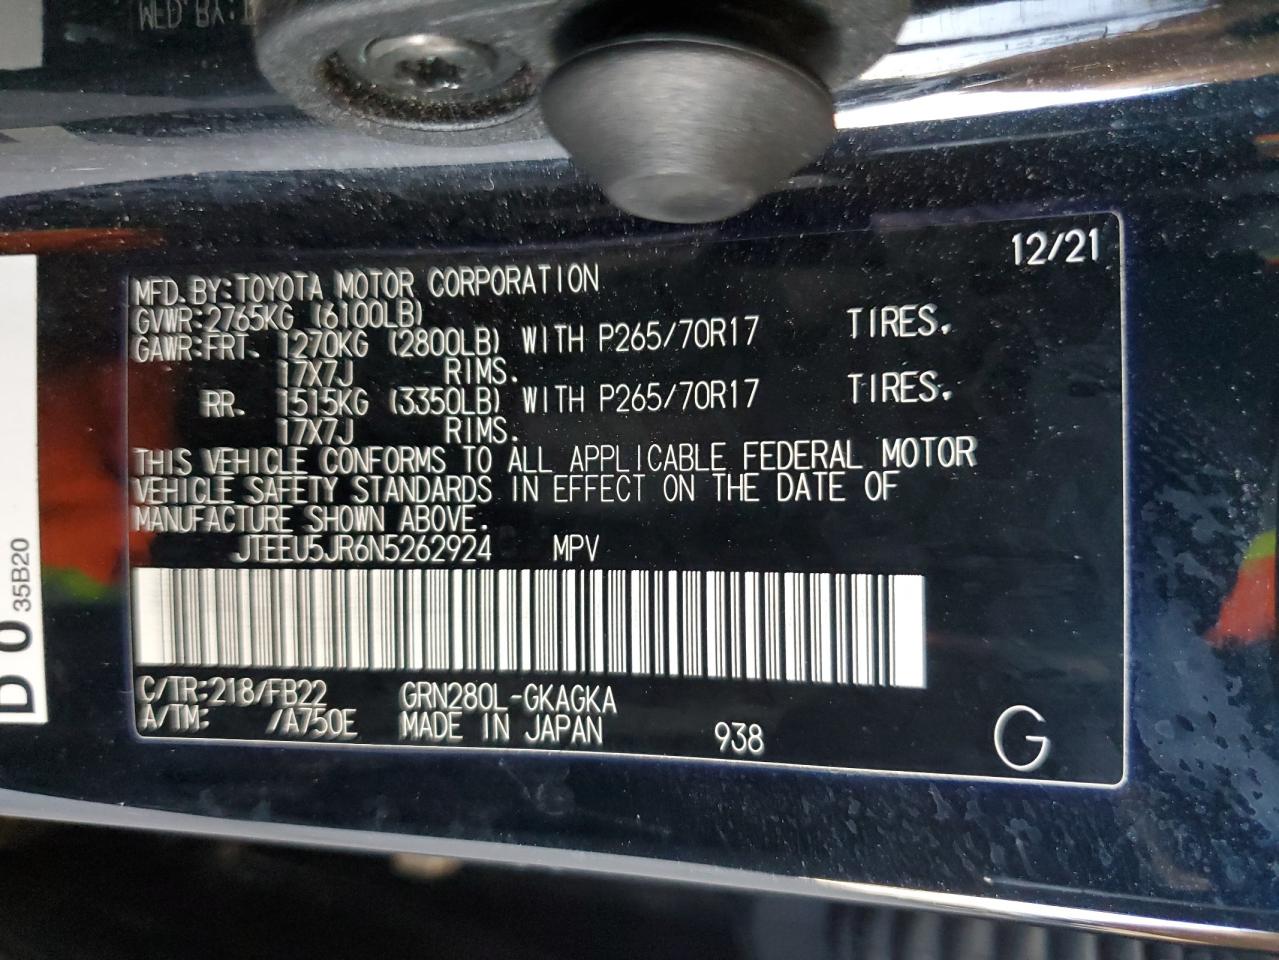 WED BY:
12/21
MFD. BY:TOYOTA MOTOR CORPORATION
GVWR:2765KG (6100LB)
GAWR:FRT. 1270KG (2800LB) WITH P265/70R17 TIRES.
17X7J RIMS.
RR. 1515KG (3350LB) WITH P265/70R17 TIRES.
17X7J RIMS.
THIS VEHICLE CONFORMS TO ALL APPLICABLE FEDERAL MOTOR
VEHICLE SAFETY STANDARDS IN EFFECT ON THE DATE OF
MANUFACTURE SHOWN ABOVE.
JTEEU5JR6N5262924 MPV
C/TR:218/FB22 GRN280L-GKAGKA
A/TM: /A750E MADE IN JAPAN 938 G
D 0
35B20